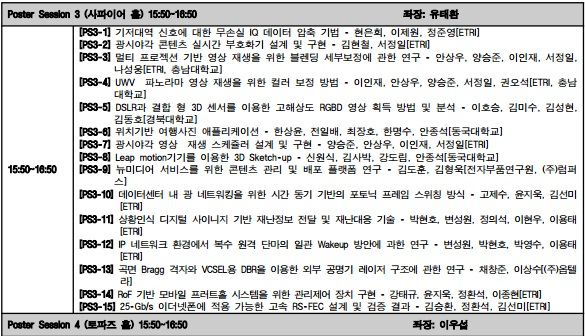 Poster Session 3 (사파이어 홀) 15:50~16:50 좌장: 유태환
15:50~16:50
[PS3-1] 기저대역 신호에 대한 무손실 IQ 데이터 압축 기법 - 현은희, 이제원, 정준영[ETRI]
[PS3-2] 광시야각 콘텐츠 실시간 부호화기 설계 및 구현 - 김현철, 서정일[ETRI]
[PS3-3] 멀티 프로젝션 기반 영상 재생을 위한 블렌딩 세부보정에 관한 연구 - 안상우, 양승준, 이인재, 서정일,
나성웅[ETRI, 충남대학교]
[PS3-4] UWV 파노라마 영상 재생을 위한 컬러 보정 방법 - 이인재, 안상우, 양승준, 서정일, 권오석[ETRI, 충남
대학교]
[PS3-5] DSLR과 결합 형 3D 센서를 이용한 고해상도 RGBD 영상 획득 방법 및 분석 - 이호승, 김미수, 김성현,
김동호[경북대학교]
[PS3-6] 위치기반 여행사진 애플리케이션 - 한상윤, 전일배, 최장호, 한명수, 안종석[동국대학교]
[PS3-7] 광시야각 영상 재생 스케쥴러 설계 및 구현 - 양승준, 안상우, 이인재, 서정일[ETRI]
[PS3-8] Leap motion기기를 이용한 3D Sketch-up - 신원식, 김사박, 강도림, 안종석[동국대학교]
[PS3-9] 뉴미디어 서비스를 위한 콘텐츠 관리 및 배포 플랫폼 연구 - 김도훈, 김형욱[전자부품연구원, (주)럼퍼
스]
[PS3-10] 데이터센터 내 광 네트워킹을 위한 시간 동기 기반의 포토닉 프레임 스위칭 방식 - 고제수, 윤지욱, 김선미
[ETRI]
[PS3-11] 상황인식 디지털 사이니지 기반 재난정보 전달 및 재난대응 기술 - 박현호, 변성원, 정의석, 이현우, 이용태
[ETRI]
[PS3-12] IP 네트워크 환경에서 복수 원격 단마의 일관 Wakeup 방안에 과한 연구 - 변성원, 박현호, 박영수, 이용태
[ETRI]
[PS3-13] 곡면 Bragg 격자와 VCSEL용 DBR을 이용한 외부 공명기 레이저 구조에 관한 연구 - 채창준, 이상수[(주)옵텔
라]
[PS3-14] RoF 기반 모바일 프런트홀 시스템을 위한 관리제어 장치 구현 - 강태규, 윤지욱, 정환석, 이종현[ETRI]
[PS3-15] 25-Gb/s 이더넷폰에 적용 가능한 고속 RS-FEC 설계 및 검증 결과 - 김승환, 정환석, 김선미[ETRI]
Poster Session 4 (토파즈 홀) 15:50~16:50 좌장: 이우섭